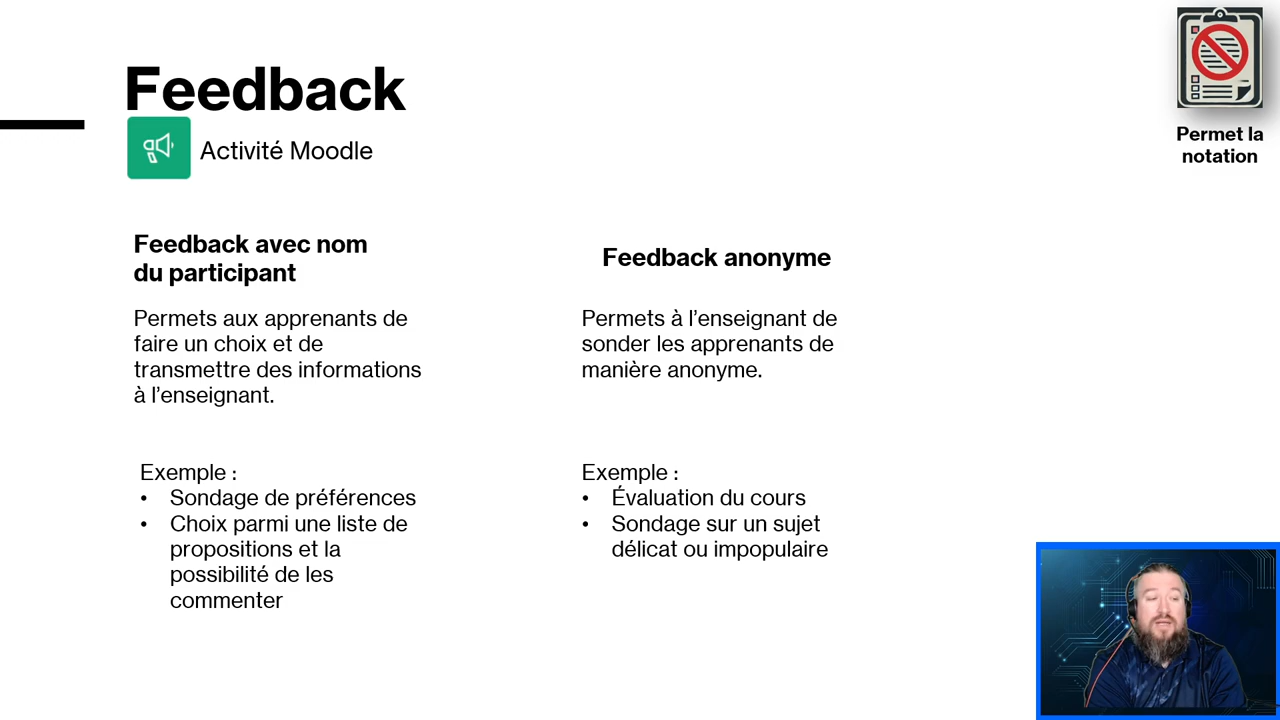 Feedback
Activité Moodle
Permet la
notation
Feedback avec nom
du participant
Permets aux apprenants de
faire un choix et de
transmettre des informations
à l’enseignant.
Exemple :
• Sondage de préférences
• Choix parmi une liste de
propositions et la
possibilité de les
commenter
Feedback anonyme
Permets à l’enseignant de
sonder les apprenants de
manière anonyme.
Exemple :
• Évaluation du cours
• Sondage sur un sujet
délicat ou impopulaire